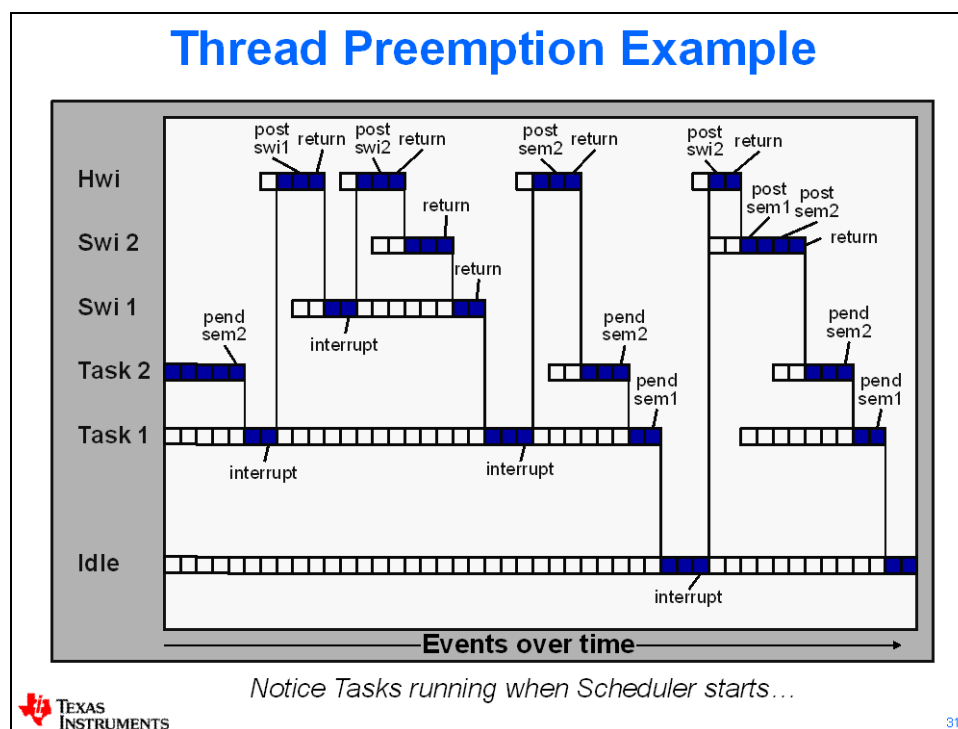 Thread Preemption Example
post swi1
return
post swi2
return
post sem2
return
post swi2
return
Hwi
post sem1
post sem2
return
Swi 2
return
return
Swi 1
interrupt
pend sem2
pend sem2
pend sem2
Task 2
pend sem1
pend sem1
Task 1
interrupt
interrupt
Idle
interrupt
Events over time
Notice Tasks running when Scheduler starts…
TEXAS
INSTRUMENTS
31